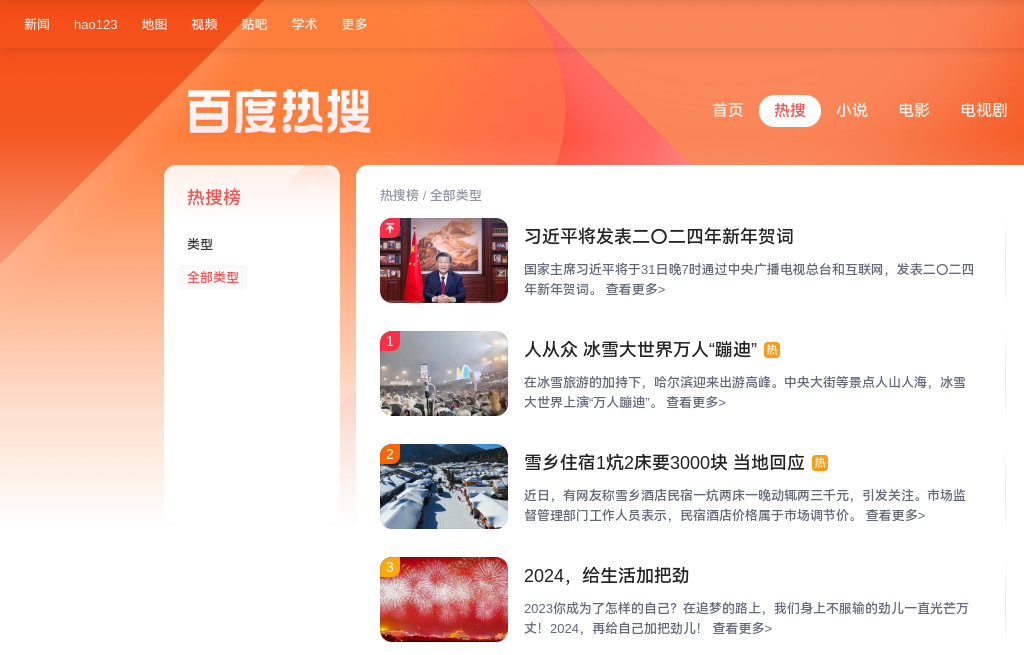 新闻 hao123 地图 视频 贴吧 学术 更多
百度热搜
首页 热搜 小说 电影 电视剧
热搜榜
类型
全部类型
热搜榜 / 全部类型
习近平将发表二〇二四年新年贺词
国家主席习近平将于31日晚7时通过中央广播电视总台和互联网，发表二〇二四
年新年贺词。 查看更多>
1
人从众 冰雪大世界万人“蹦迪” 热
在冰雪旅游的加持下，哈尔滨迎来出游高峰。中央大街等景点人山人海，冰雪
大世界上演“万人蹦迪”。 查看更多>
2
雪乡住宿1炕2床要3000块 当地回应 热
近日，有网友称雪乡酒店民宿一炕两床一晚动辄两三千元，引发关注。市场监
督管理部门工作人员表示，民宿酒店价格属于市场调节价。 查看更多>
3
2024，给生活加把劲
2023你成为了怎样的自己？在追梦的路上，我们身上不服输的劲儿一直光芒万
丈！2024，再给自己加把劲儿！ 查看更多>